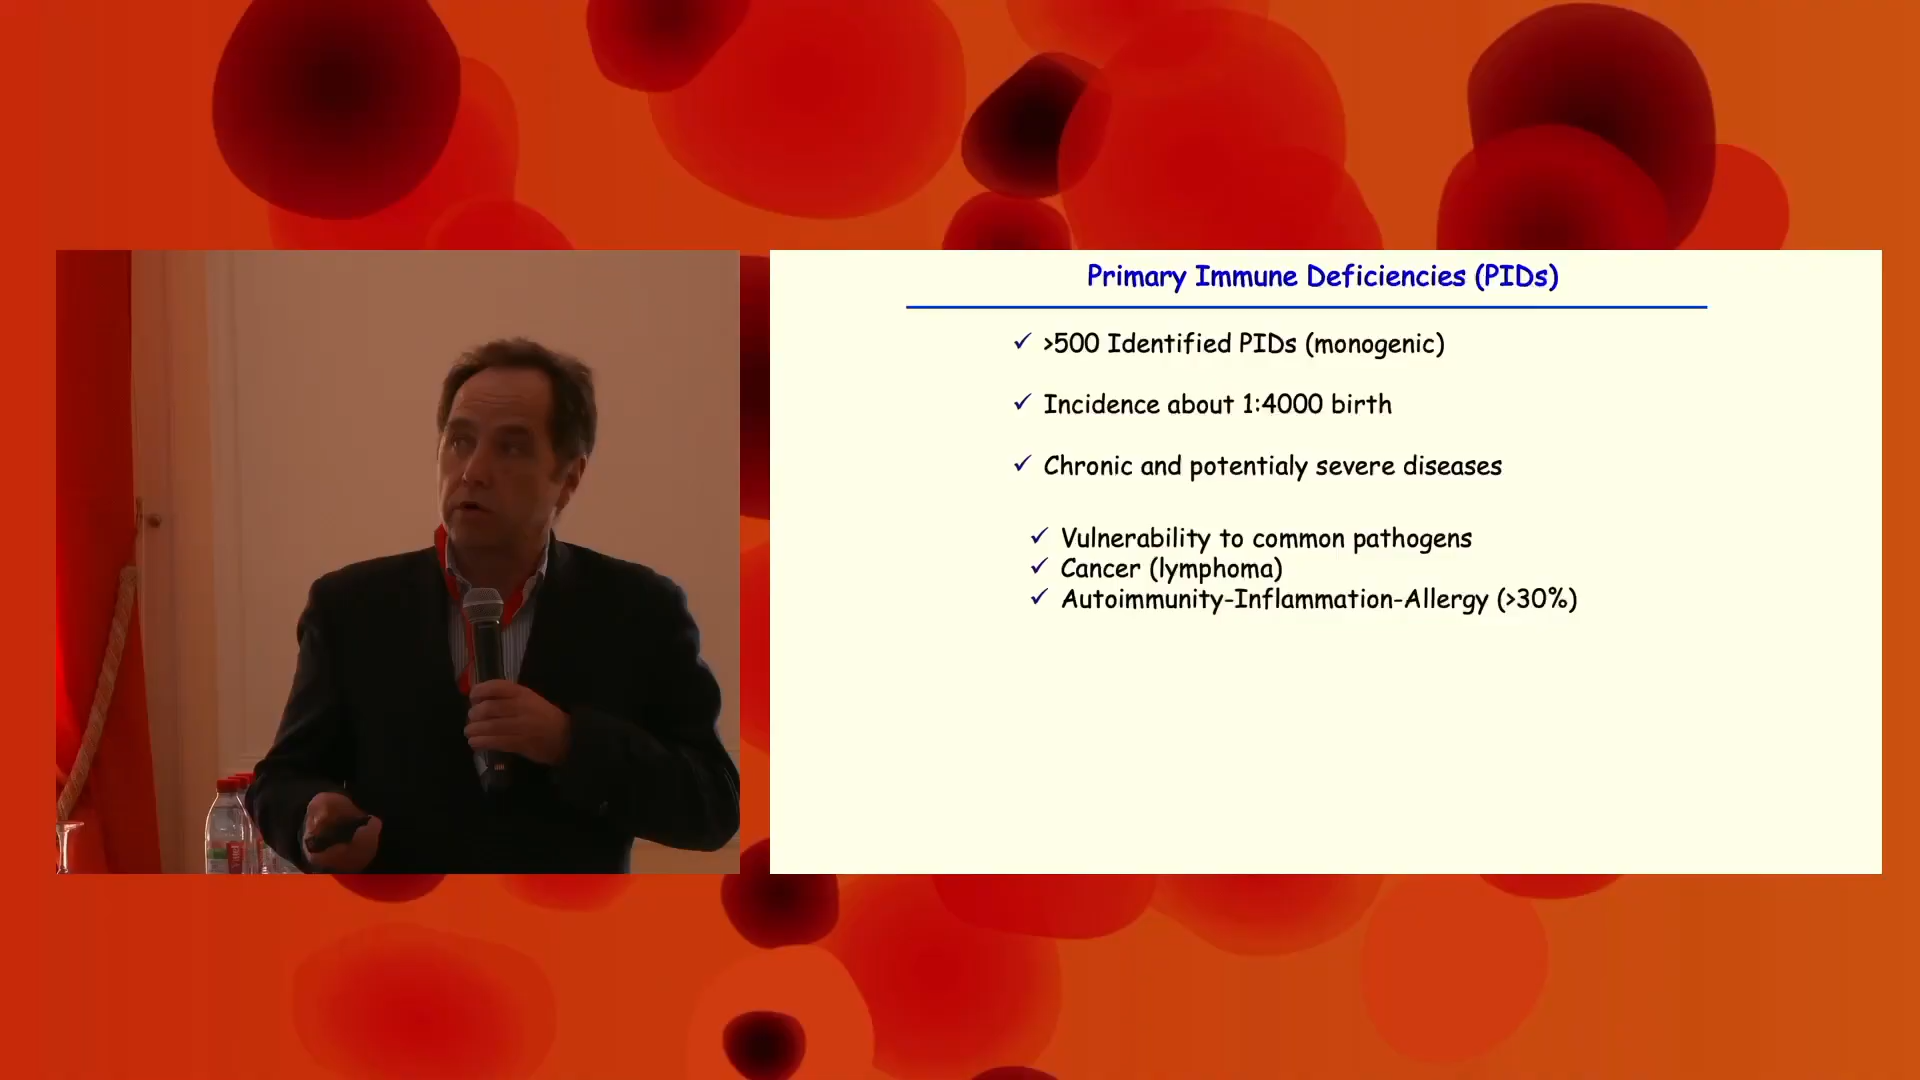 Primary Immune Deficiencies (PIDs)
✓ >500 Identified PIDs (monogenic)
✓ Incidence about 1:4000 birth
✓ Chronic and potentialy severe diseases
✓ Vulnerability to common pathogens
✓ Cancer (lymphoma)
✓ Autoimmunity-Inflammation-Allergy (>30%)